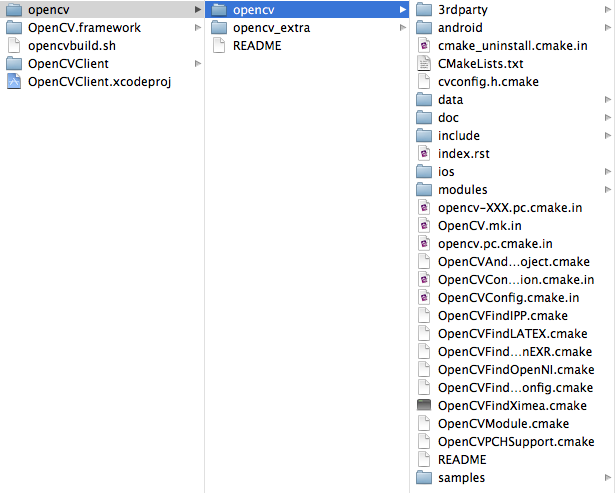 opencv
OpenCV.framework
opencvbuild.sh
OpenCVClient
OpenCVClient.xcodeproj
opencv
opencv_extra
README
3rdparty
android
cmake_uninstall.cmake.in
CMakeLists.txt
cvconfig.h.cmake
data
doc
include
index.rst
ios
modules
opencv-XXX.pc.cmake.in
OpenCV.mk.in
opencv.pc.cmake.in
OpenCVAnd...oject.cmake
OpenCVCon...ion.cmake.in
OpenCVConfig.cmake.in
OpenCVFindIPP.cmake
OpenCVFindLATEX.cmake
OpenCVFind...nEXR.cmake
OpenCVFindOpenNI.cmake
OpenCVFind...onfig.cmake
OpenCVFindXimea.cmake
OpenCVModule.cmake
OpenCVPCHSupport.cmake
README
samples